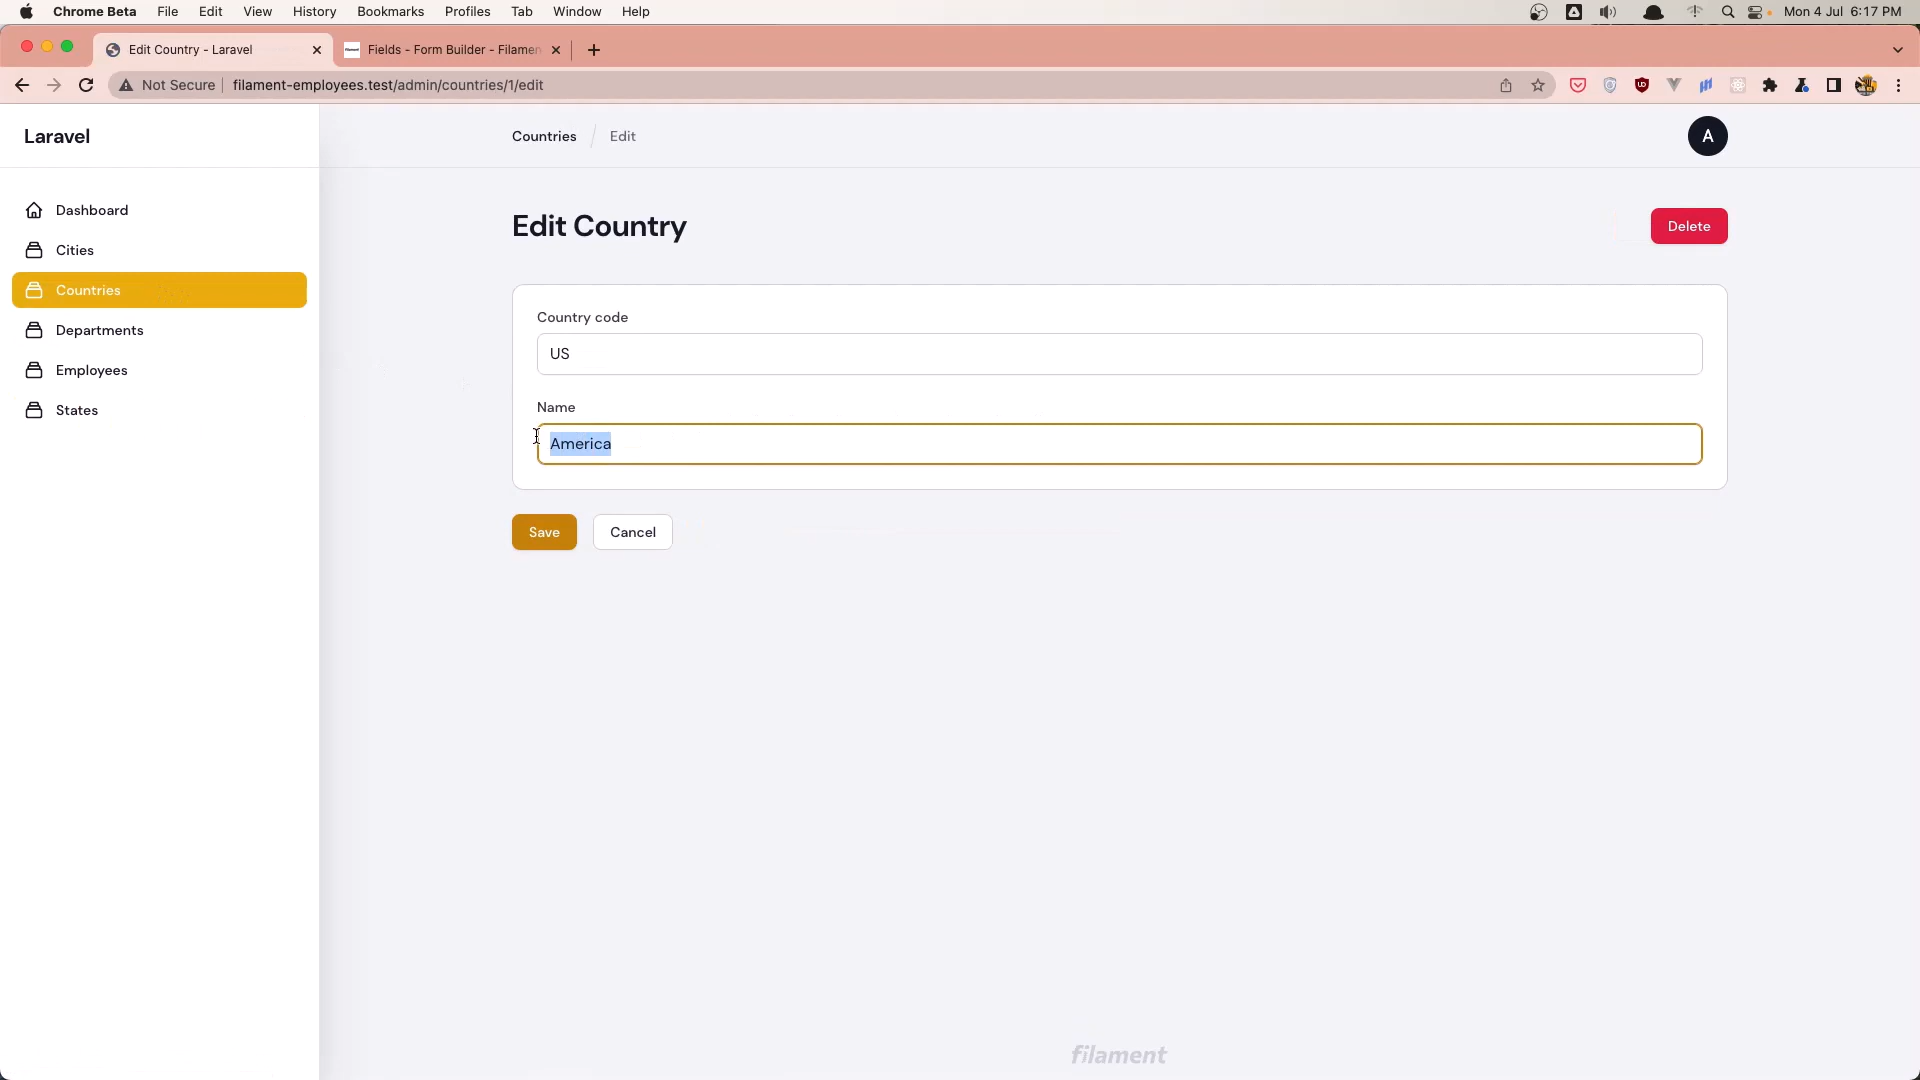 Chrome Beta File Edit View History Bookmarks Profiles Tab Window Help Mon 4 Jul 6:17 PM
Edit Country - Laravel Fields - Form Builder - Filamen
Not Secure filament-employees.test/admin/countries/1/edit
Laravel
Countries / Edit
A
Dashboard
Cities
Countries
Departments
Employees
States
Edit Country
Delete
Country code
US
Name
America
Save Cancel
filament